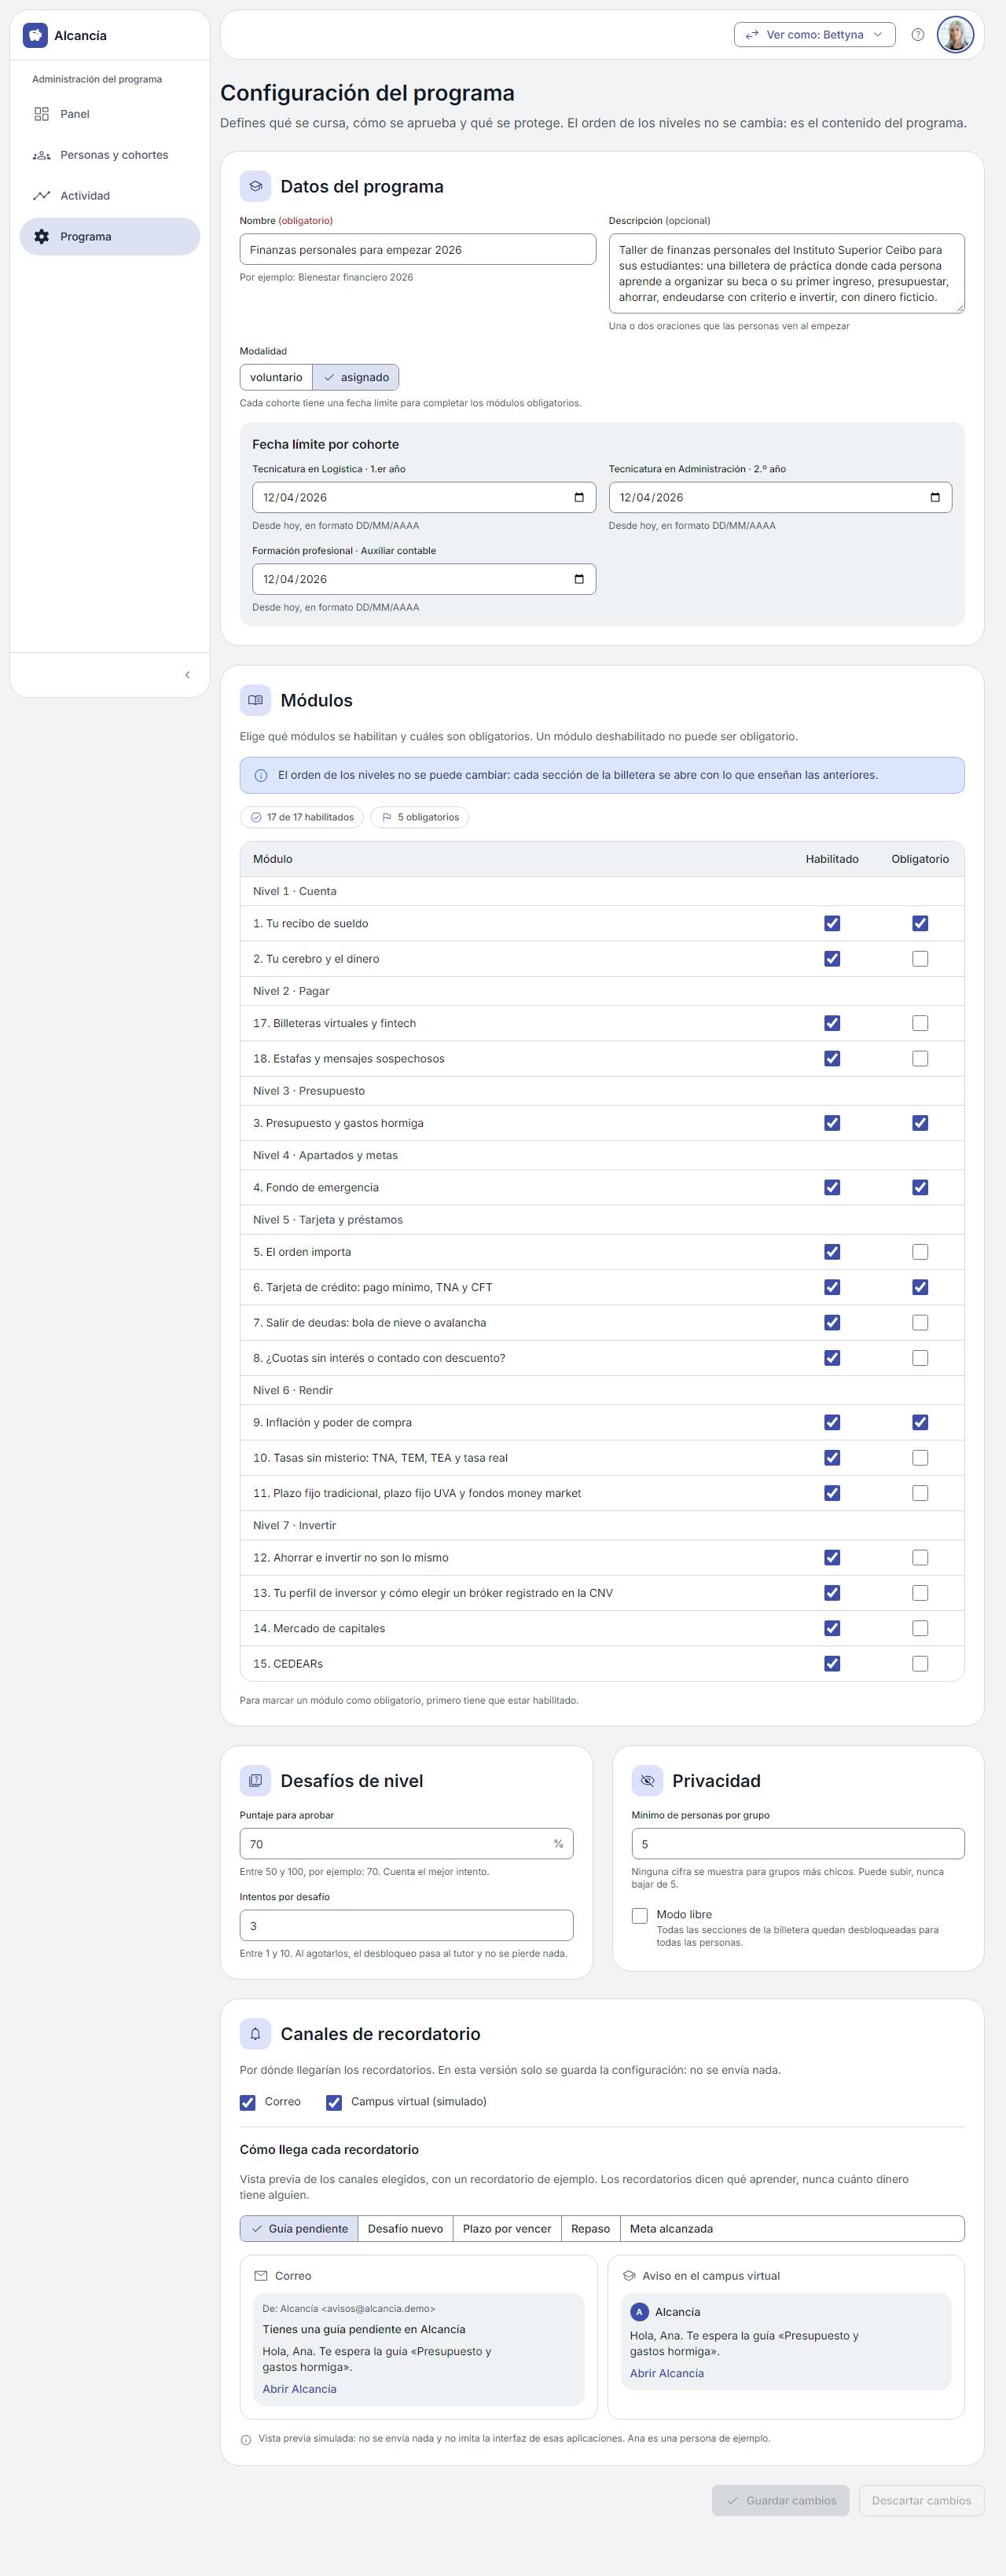 Alcancía
Administración del programa
Panel
Personas y cohortes
Actividad
Programa
Ver como: Bettyna
Configuración del programa
Defines qué se cursa, cómo se aprueba y qué se protege. El orden de los niveles no se cambia: es el contenido del programa.
Datos del programa
Nombre (obligatorio)
Finanzas personales para empezar 2026
Por ejemplo: Bienestar financiero 2026
Descripción (opcional)
Taller de finanzas personales del Instituto Superior Ceibo para
sus estudiantes: una billetera de práctica donde cada persona
aprende a organizar su beca o su primer ingreso, presupuestar,
ahorrar, endeudarse con criterio e invertir, con dinero ficticio.
Una o dos oraciones que las personas ven al empezar
Modalidad
voluntario
asignado
Cada cohorte tiene una fecha límite para completar los módulos obligatorios.
Fecha límite por cohorte
Tecnicatura en Logística · 1.er año
12/04/2026
Desde hoy, en formato DD/MM/AAAA
Tecnicatura en Administración · 2.º año
12/04/2026
Desde hoy, en formato DD/MM/AAAA
Formación profesional · Auxiliar contable
12/04/2026
Desde hoy, en formato DD/MM/AAAA
Módulos
Elige qué módulos se habilitan y cuáles son obligatorios. Un módulo deshabilitado no puede ser obligatorio.
El orden de los niveles no se puede cambiar: cada sección de la billetera se abre con lo que enseñan las anteriores.
17 de 17 habilitados
5 obligatorios
Módulo Habilitado Obligatorio
Nivel 1 · Cuenta
1. Tu recibo de sueldo
2. Tu cerebro y el dinero
Nivel 2 · Pagar
17. Billeteras virtuales y fintech
18. Estafas y mensajes sospechosos
Nivel 3 · Presupuesto
3. Presupuesto y gastos hormiga
Nivel 4 · Apartados y metas
4. Fondo de emergencia
Nivel 5 · Tarjeta y préstamos
5. El orden importa
6. Tarjeta de crédito: pago mínimo, TNA y CFT
7. Salir de deudas: bola de nieve o avalancha
8. ¿Cuotas sin interés o contado con descuento?
Nivel 6 · Rendir
9. Inflación y poder de compra
10. Tasas sin misterio: TNA, TEM, TEA y tasa real
11. Plazo fijo tradicional, plazo fijo UVA y fondos money market
Nivel 7 · Invertir
12. Ahorrar e invertir no son lo mismo
13. Tu perfil de inversor y cómo elegir un bróker registrado en la CNV
14. Mercado de capitales
15. CEDEARs
Para marcar un módulo como obligatorio, primero tiene que estar habilitado.
Desafíos de nivel
Puntaje para aprobar
70 %
Entre 50 y 100, por ejemplo: 70. Cuenta el mejor intento.
Intentos por desafío
3
Entre 1 y 10. Al agotarlos, el desbloqueo pasa al tutor y no se pierde nada.
Privacidad
Mínimo de personas por grupo
5
Ninguna cifra se muestra para grupos más chicos. Puede subir, nunca
bajar de 5.
Modo libre
Todas las secciones de la billetera quedan desbloqueadas para
todas las personas.
Canales de recordatorio
Por dónde llegarían los recordatorios. En esta versión solo se guarda la configuración: no se envía nada.
Correo
Campus virtual (simulado)
Cómo llega cada recordatorio
Vista previa de los canales elegidos, con un recordatorio de ejemplo. Los recordatorios dicen qué aprender, nunca cuánto dinero
tiene alguien.
Guía pendiente
Desafío nuevo
Plazo por vencer
Repaso
Meta alcanzada
Correo
De: Alcancía <avisos@alcancia.demo>
Tienes una guía pendiente en Alcancía
Hola, Ana. Te espera la guía «Presupuesto y
gastos hormiga».
Abrir Alcancía
Aviso en el campus virtual
A
Alcancía
Hola, Ana. Te espera la guía «Presupuesto y
gastos hormiga».
Abrir Alcancía
Vista previa simulada: no se envía nada y no imita la interfaz de esas aplicaciones. Ana es una persona de ejemplo.
Guardar cambios
Descartar cambios